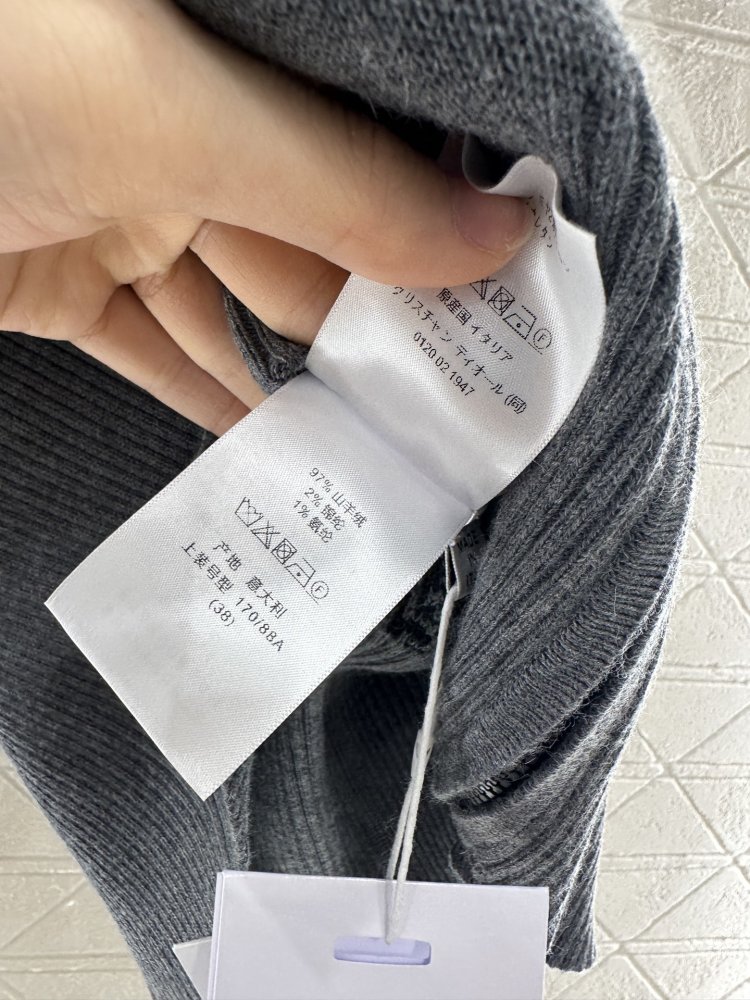 原産国 イタリア
クリスチャン ディオール (同)
0120 02 1947
97% 山羊绒
2% 锦纶
1% 氨纶
F
产地 意大利
上装号型 170/88A
(38)